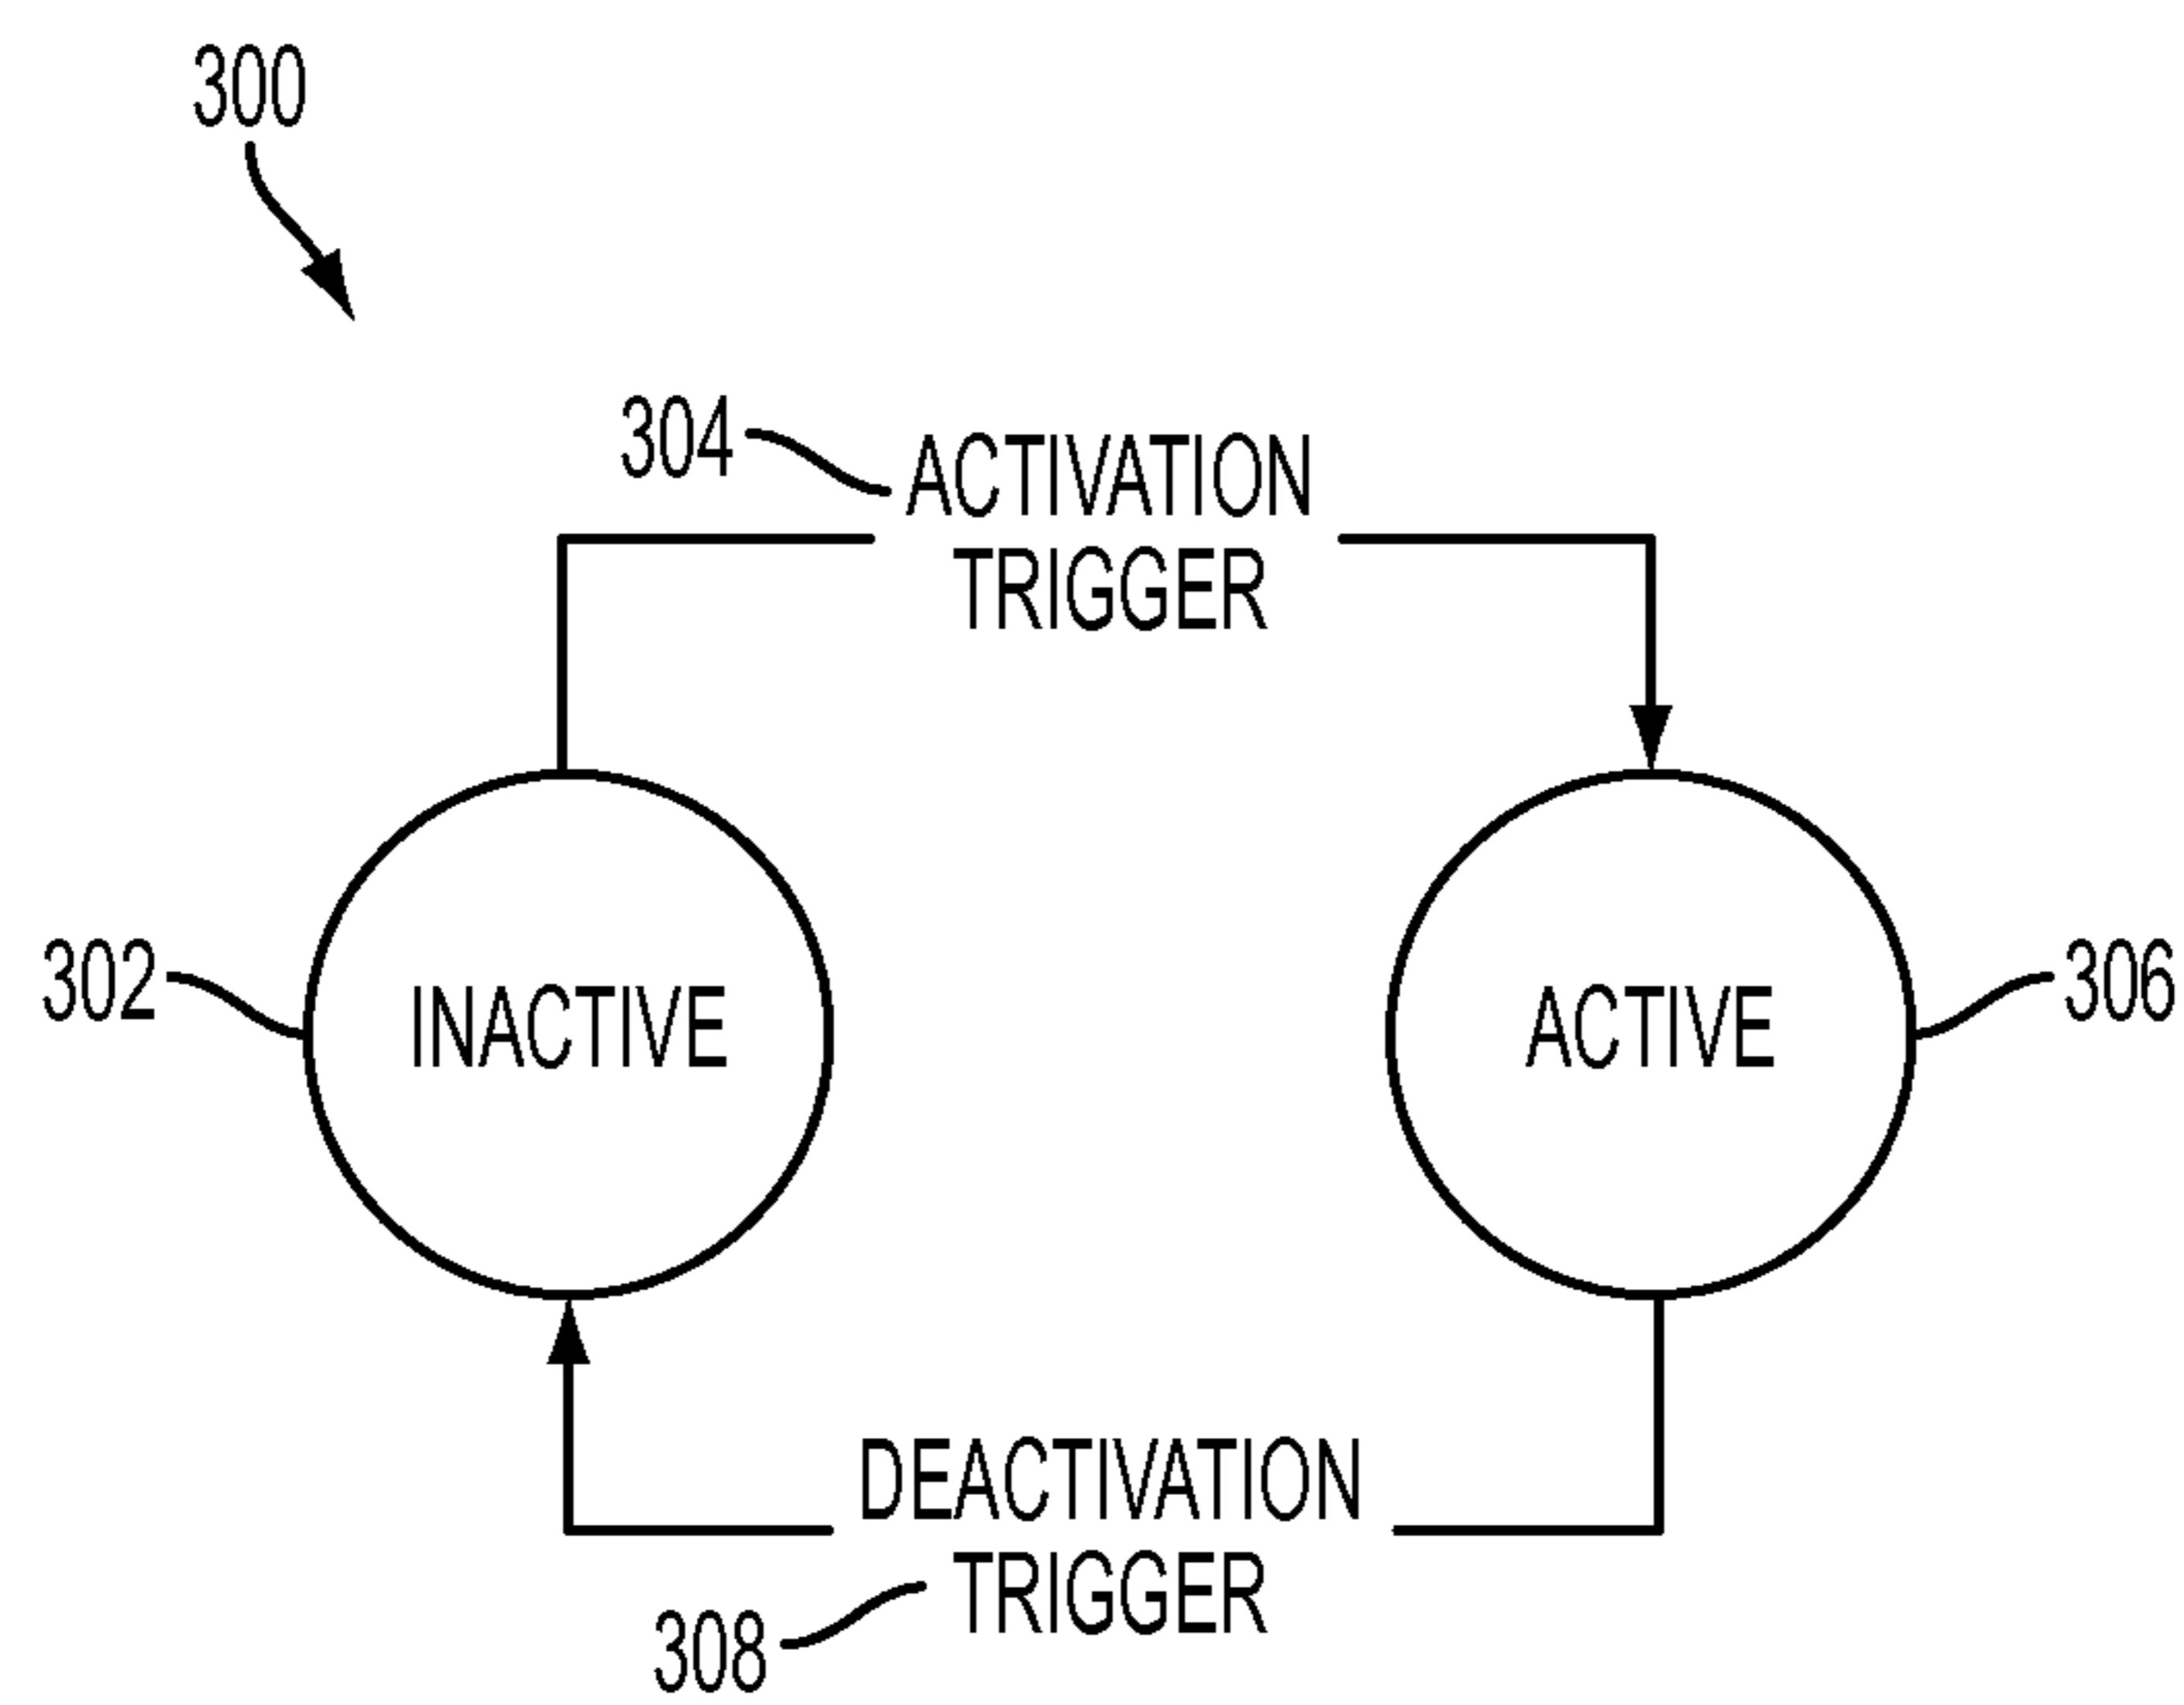 300
304
ACTIVATION
TRIGGER
302
INACTIVE
ACTIVE
306
DEACTIVATION
TRIGGER
308